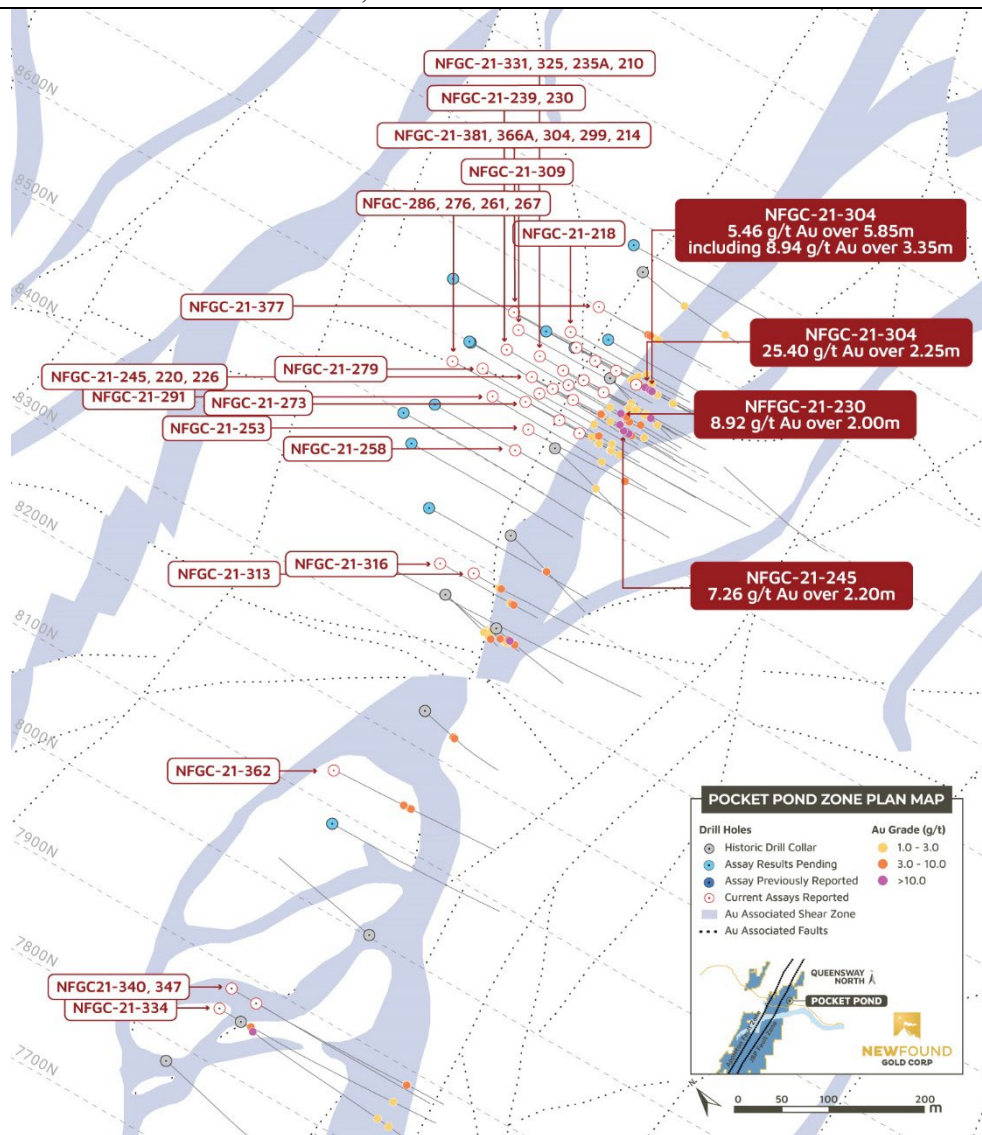 NFGC-21-331, 325, 235A, 210
8600N
NFGC-21-239, 230
NFGC-21-381, 366A, 304, 299, 214
NFGC-21-309
8500N
NFGC-286, 276, 261, 267
NFGC-21-218
NFGC-21-304
5.46 g/t Au over 5.85m
including 8.94 g/t Au over 3.35m
8400N
NFGC-21-377
NFGC-21-304
25.40 g/t Au over 2.25m
NFGC-21-279
NFGC-21-245, 220, 226
NFGC-21-291
NFGC-21-273
8300N
NFFGC-21-230
8.92 g/t Au over 2.00m
NFGC-21-253
NFGC-21-258
8200N
NFGC-21-316
NFGC-21-313
NFGC-21-245
7.26 g/t Au over 2.20m
8100N
8000N
NFGC-21-362
7900N
POCKET POND ZONE PLAN MAP
Drill Holes
Historic Drill Collar
Assay Results Pending
Assay Previously Reported
Current Assays Reported
Au Associated Shear Zone
Au Associated Faults
Au Grade (g/t)
1.0 - 3.0
3.0 - 10.0
>10.0
7800N
NFGC21-340, 347
NFGC-21-334
QUEENSWAY
NORTH
N
POCKET POND
Fault Zone
JBP Fault Zone
NEWFOUND
GOLD CORP
7700N
N
0 50 100 200
m